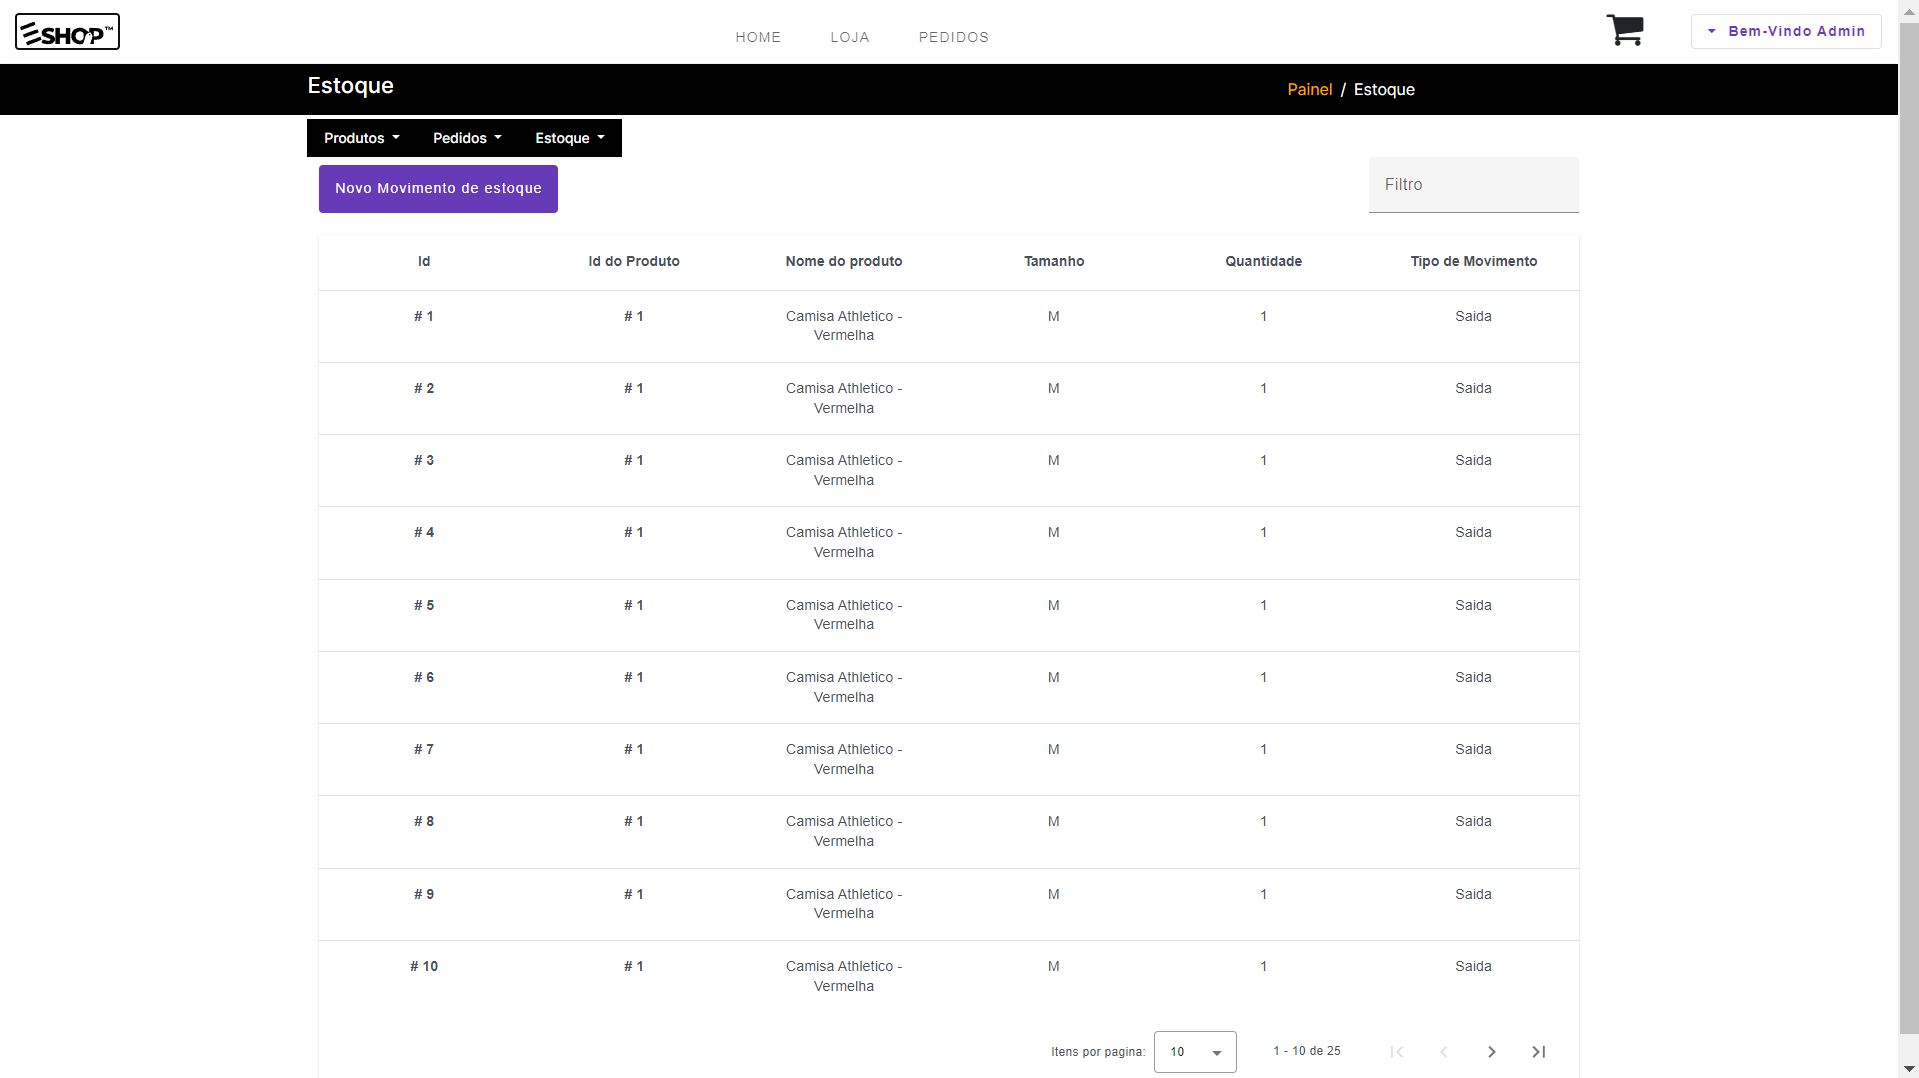 ESHOP™
HOME LOJA PEDIDOS
Bem-Vindo Admin
Estoque
Painel / Estoque
Produtos Pedidos Estoque
Novo Movimento de estoque
Filtro
Id Id do Produto Nome do produto Tamanho Quantidade Tipo de Movimento
# 1 # 1 Camisa Athletico - M 1 Saida
Vermelha
# 2 # 1 Camisa Athletico - M 1 Saida
Vermelha
# 3 # 1 Camisa Athletico - M 1 Saida
Vermelha
# 4 # 1 Camisa Athletico - M 1 Saida
Vermelha
# 5 # 1 Camisa Athletico - M 1 Saida
Vermelha
# 6 # 1 Camisa Athletico - M 1 Saida
Vermelha
# 7 # 1 Camisa Athletico - M 1 Saida
Vermelha
# 8 # 1 Camisa Athletico - M 1 Saida
Vermelha
# 9 # 1 Camisa Athletico - M 1 Saida
Vermelha
# 10 # 1 Camisa Athletico - M 1 Saida
Vermelha
Itens por pagina: 10 1 - 10 de 25